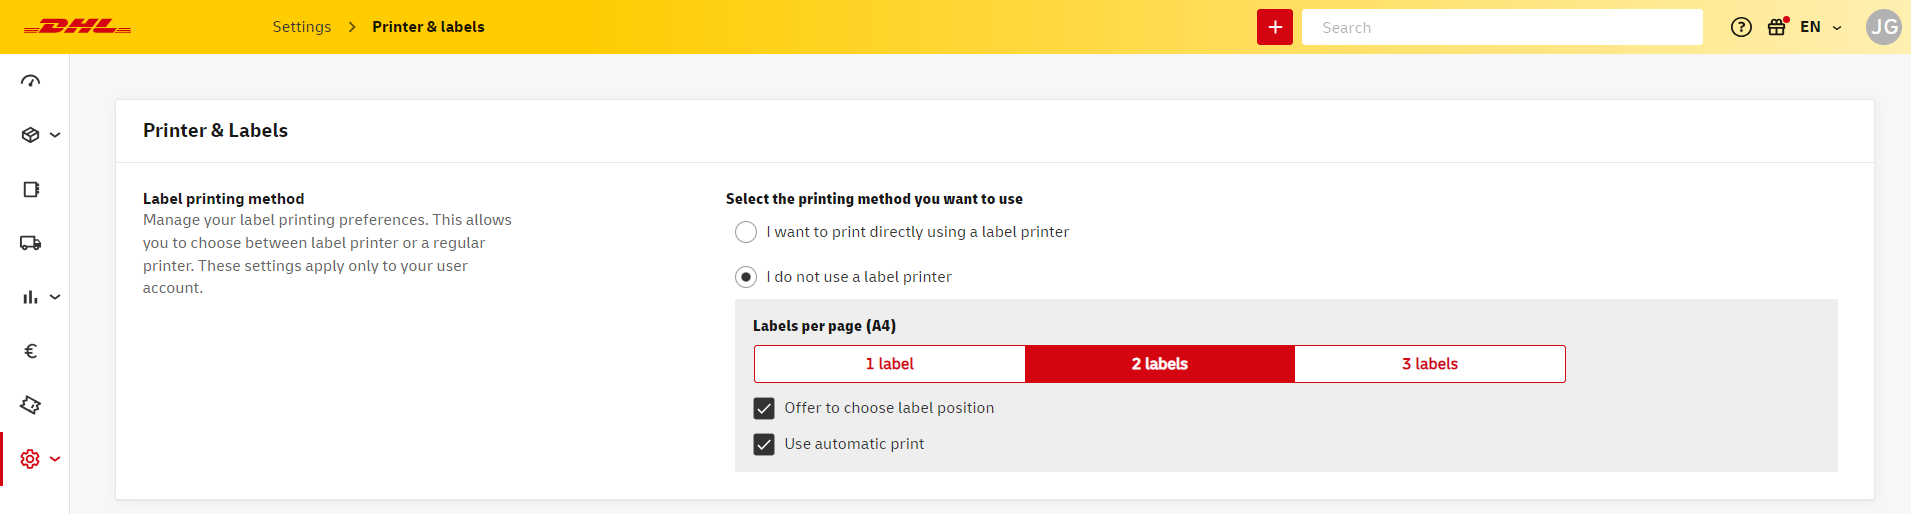 DHL
Settings > Printer & labels
+
Search
?
EN
JG
Printer & Labels
Label printing method
Manage your label printing preferences. This allows
you to choose between label printer or a regular
printer. These settings apply only to your user
account.
Select the printing method you want to use
I want to print directly using a label printer
I do not use a label printer
Labels per page (A4)
1 label
2 labels
3 labels
Offer to choose label position
Use automatic print
€